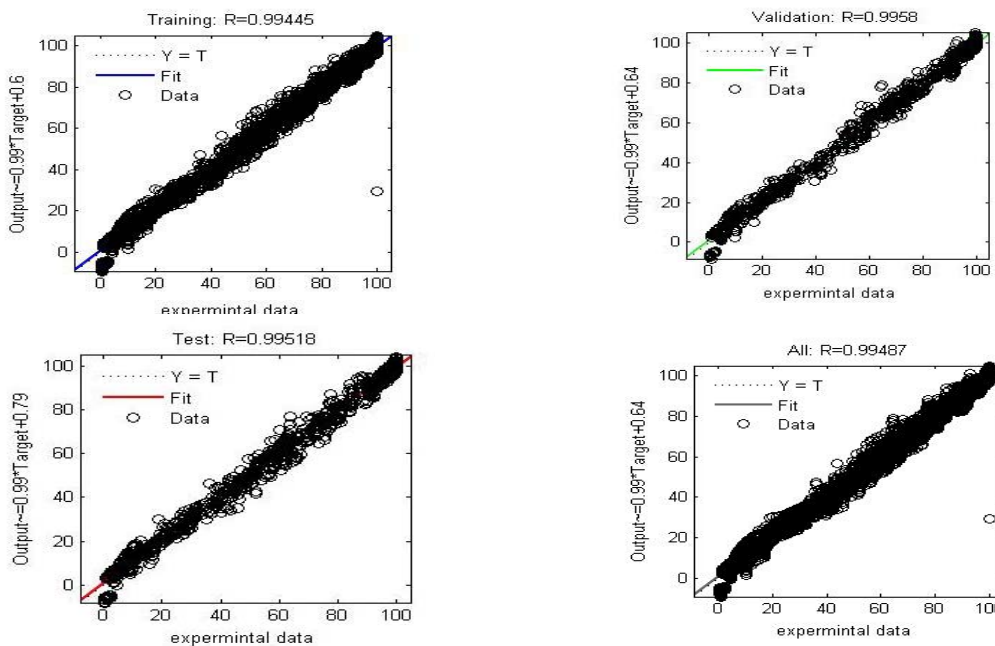 Training: R=0.99445
Output~=0.99*Target+0.6
100
80
60
40
20
0
Y = T
Fit
Data
0 20 40 60 80 100
expermintal data
Validation: R=0.9958
Output~=0.99*Target+0.64
100
80
60
40
20
0
Y = T
Fit
Data
0 20 40 60 80 100
expermintal data
Test: R=0.99518
Output~=0.99*Target+0.79
100
80
60
40
20
0
Y = T
Fit
Data
0 20 40 60 80 100
expermintal data
All: R=0.99487
Output~=0.99*Target+0.64
100
80
60
40
20
0
Y = T
Fit
Data
0 20 40 60 80 100
expermintal data